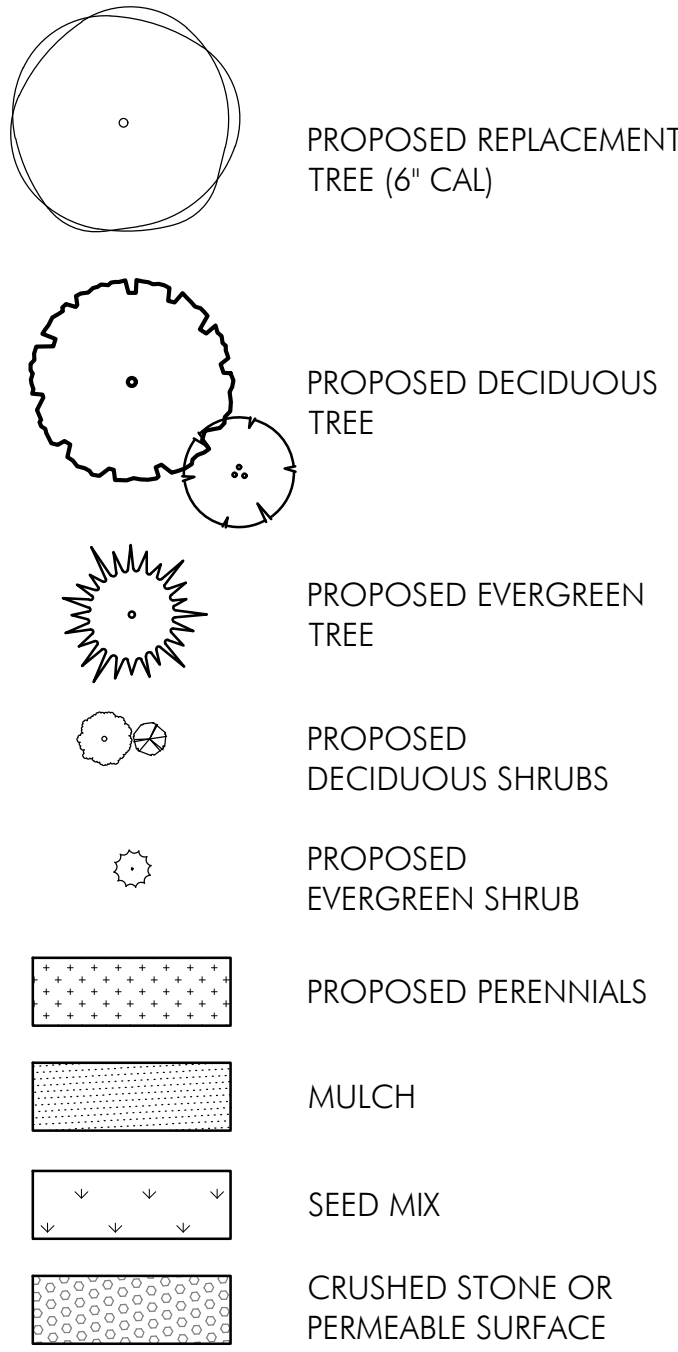 PROPOSED REPLACEMENT
TREE (6" CAL)
PROPOSED DECIDUOUS
TREE
PROPOSED EVERGREEN
TREE
PROPOSED
DECIDUOUS SHRUBS
PROPOSED
EVERGREEN SHRUB
PROPOSED PERENNIALS
MULCH
SEED MIX
CRUSHED STONE OR
PERMEABLE SURFACE